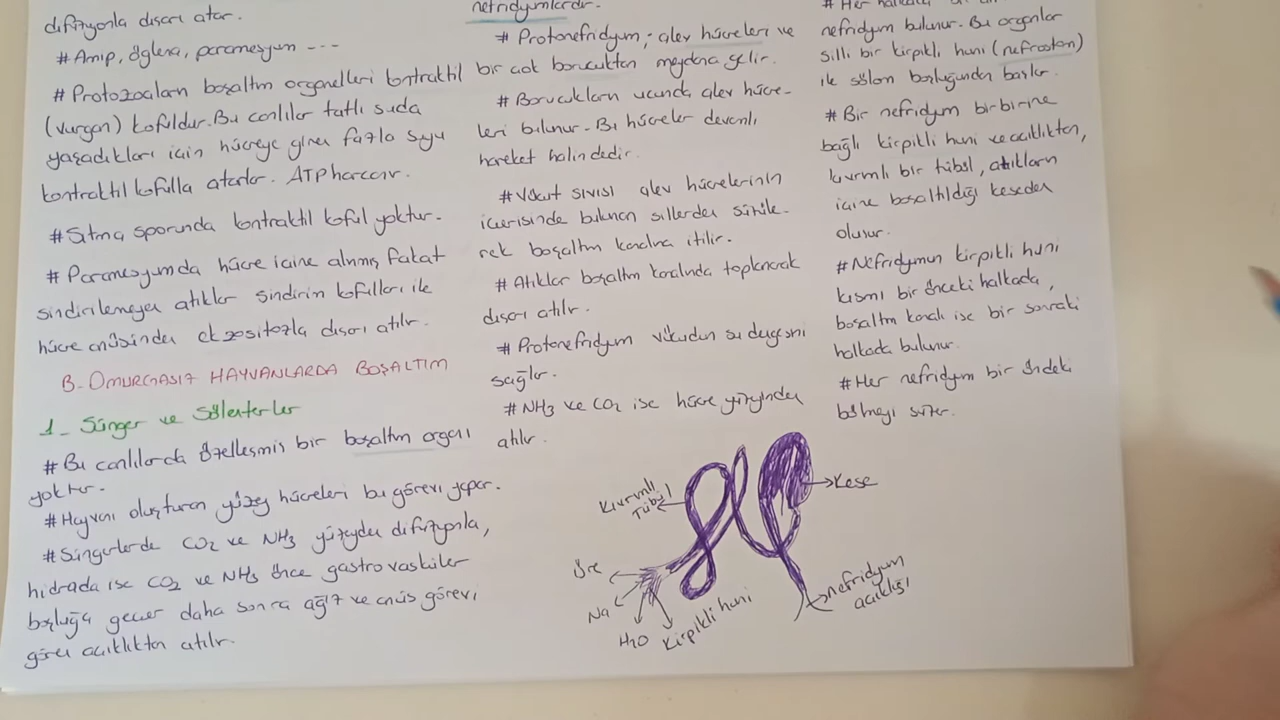 difüzyonla dışarı atar.
# Amip, öglena, paramesyum ---
# Protozoaların boşaltım organelleri kontraktil
(vurgan) kofuldur. Bu canlılar tatlı suda
yaşadıkları için hücreye giren fazla suyu
kontraktil kofulla atarlar. ATP harcanır.
# Sıtma sporunda kontraktil koful yoktur.
# Paramesyumda hücre içine alınmış fakat
sindirilemeyen atıklar sindirim kofulları ile
hücre anüsünden ekzositozla dışarı atılır.
B- OMURGASIZ HAYVANLARDA BOŞALTIM
1- Sünger ve Sölenterler
# Bu canlılarda özelleşmiş bir boşaltım organı
yoktur.
# Hayvanı oluşturan yüzey hücreleri bu görevi yapar.
# Süngerlerde CO2 ve NH3 yüzeyden difüzyonla,
hidrada ise CO2 ve NH3 önce gastrovasküler
boşluğa geçer daha sonra ağız ve anüs görevi
gören açıklıktan atılır.
nefridyumlardır.
# Protonefridyum; alev hücreleri ve
bir çok borucuktan meydana gelir.
# Borucukların ucunda alev hücre-
leri bulunur. Bu hücreler devamlı
hareket halindedir.
# Vücut sıvısı alev hücrelerinin
içerisinde bulunan sillerden süzüle-
rek boşaltım kanalına itilir.
# Atıklar boşaltım kanalında toplanarak
dışarı atılır.
# Protonefridyum vücudun su dengesini
sağlar.
# NH3 ve CO2 ise hücre yüzeyinden
atılır.
# Her halkada
nefridyum bulunur. Bu organlar
silli bir kirpikli huni (nefrostom)
ile sölom boşluğundan başlar.
# Bir nefridyum birbirine
bağlı kirpikli huni ve açıklıktan,
kıvrımlı bir tübül, atıkların
içine boşaltıldığı keseden
oluşur.
# Nefridyumun kirpikli huni
kısmı bir önceki halkada,
boşaltım kanalı ise bir sonraki
halkada bulunur.
# Her nefridyum bir öndeki
bölmeyi süzer.
Kıvrımlı
Tübül
Kese
Üre
Na
H2O
Kirpikli huni
nefridyum
açıklığı